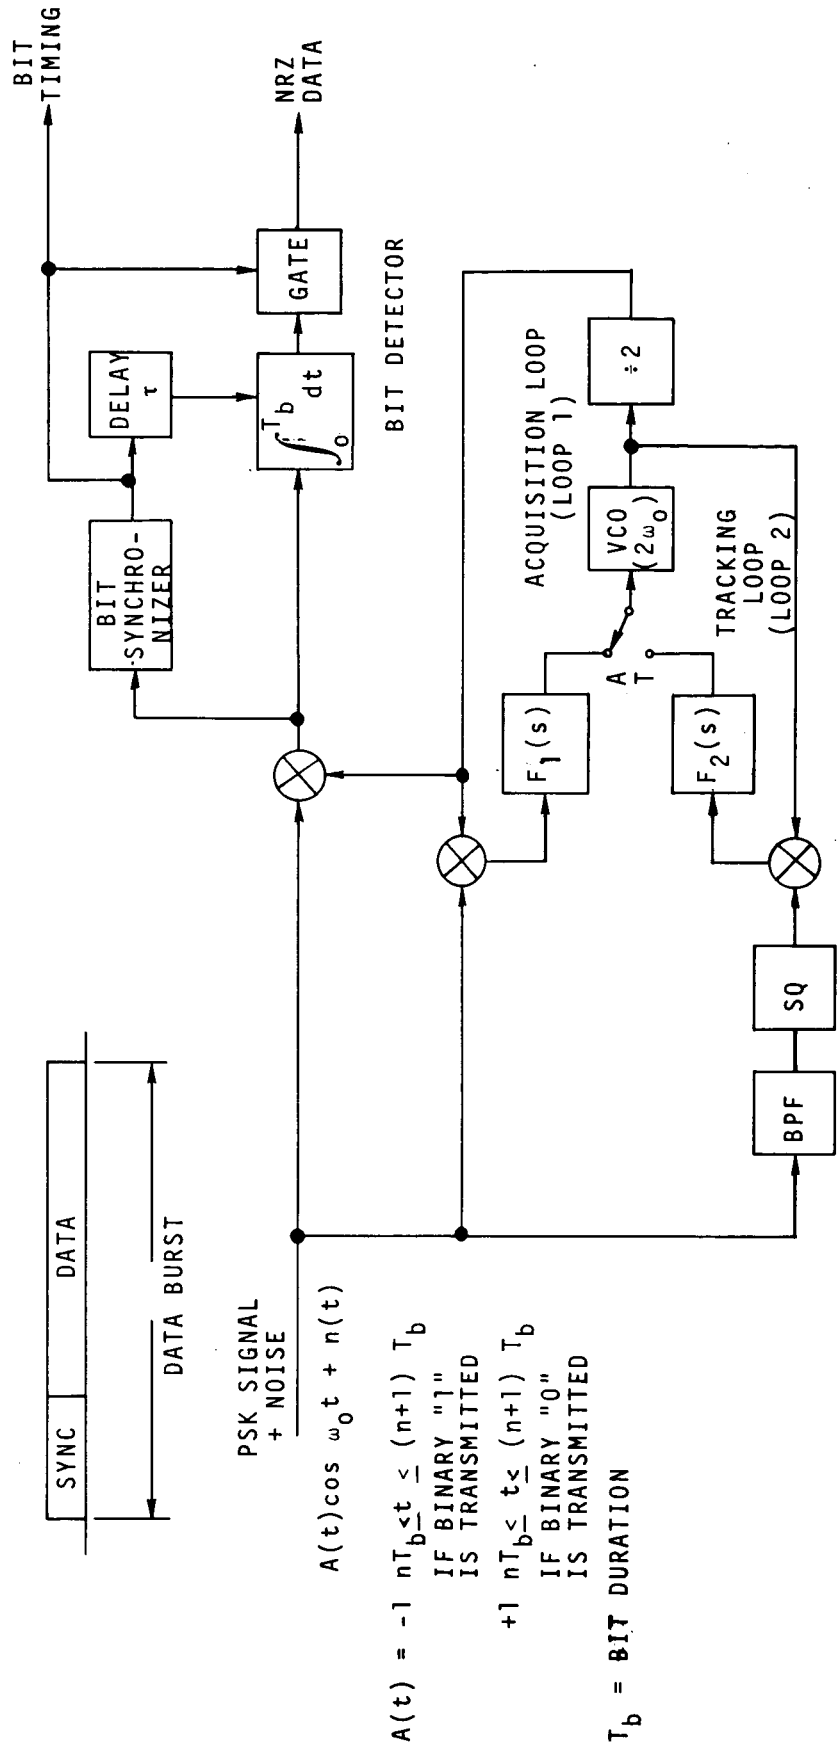 SYNC
DATA
DATA BURST
PSK SIGNAL
+ NOISE
A(t)cos ω₀t + n(t)
A(t) = -1 nT_b ≤ t ≤ (n+1) T_b
IF BINARY "1"
IS TRANSMITTED
+1 nT_b ≤ t ≤ (n+1) T_b
IF BINARY "0"
IS TRANSMITTED
T_b = BIT DURATION
BIT
SYNCHRO-
NIZER
DELAY
τ
BIT
TIMING
∫₀^T_b dt
GATE
NRZ
DATA
BIT DETECTOR
F₁(s)
A
T
F₂(s)
ACQUISITION LOOP
(LOOP 1)
VCO
(2ω₀)
÷2
TRACKING
LOOP
(LOOP 2)
BPF
SQ